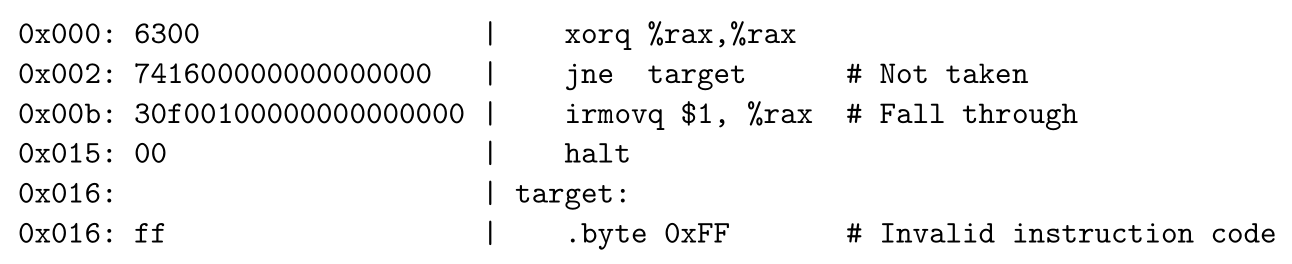 0x000: 6300                 |    xorq %rax,%rax
0x002: 741600000000000000   |    jne  target      # Not taken
0x00b: 30f00100000000000000 |    irmovq $1, %rax  # Fall through
0x015: 00                   |    halt
0x016:                      | target:
0x016: ff                   |    .byte 0xFF       # Invalid instruction code